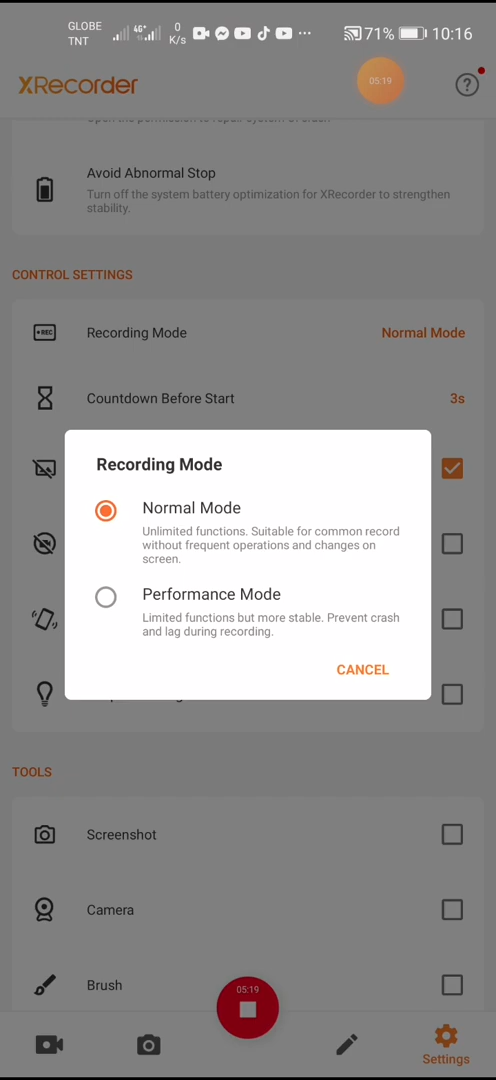 GLOBE
TNT
4G+
0
K/s
71%
10:16
XRecorder
05:19
Avoid Abnormal Stop
Turn off the system battery optimization for XRecorder to strengthen
stability.
CONTROL SETTINGS
REC
Recording Mode
Normal Mode
Countdown Before Start
3s
Recording Mode
Normal Mode
Unlimited functions. Suitable for common record
without frequent operations and changes on
screen.
Performance Mode
Limited functions but more stable. Prevent crash
and lag during recording.
CANCEL
TOOLS
Screenshot
Camera
Brush
05:19
Settings